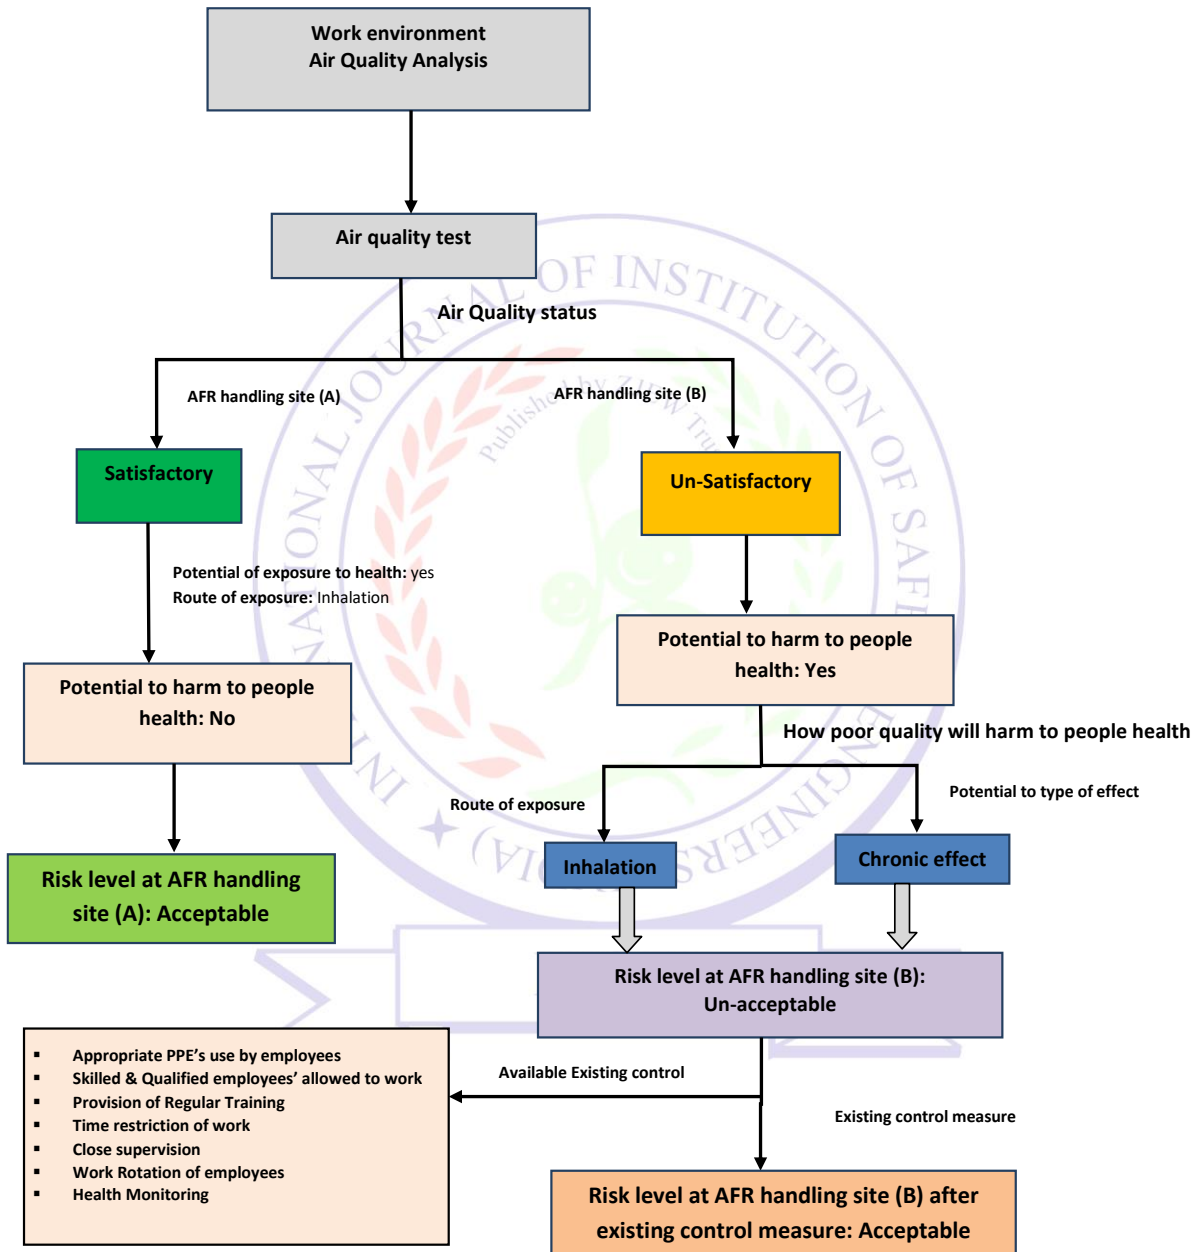 Work environment
Air Quality Analysis
Air quality test
Air Quality status
AFR handling site (A)
AFR handling site (B)
Satisfactory
Un-Satisfactory
Potential of exposure to health: yes
Route of exposure: Inhalation
Potential to harm to people
health: No
Potential to harm to people
health: Yes
How poor quality will harm to people health
Route of exposure
Potential to type of effect
Inhalation
Chronic effect
Risk level at AFR handling
site (A): Acceptable
Risk level at AFR handling site (B):
Un-acceptable
▪ Appropriate PPE's use by employees
▪ Skilled & Qualified employees' allowed to work
▪ Provision of Regular Training
▪ Time restriction of work
▪ Close supervision
▪ Work Rotation of employees
▪ Health Monitoring
Available Existing control
Existing control measure
Risk level at AFR handling site (B) after
existing control measure: Acceptable
JOURNAL OF INSTITUTION OF
Published by